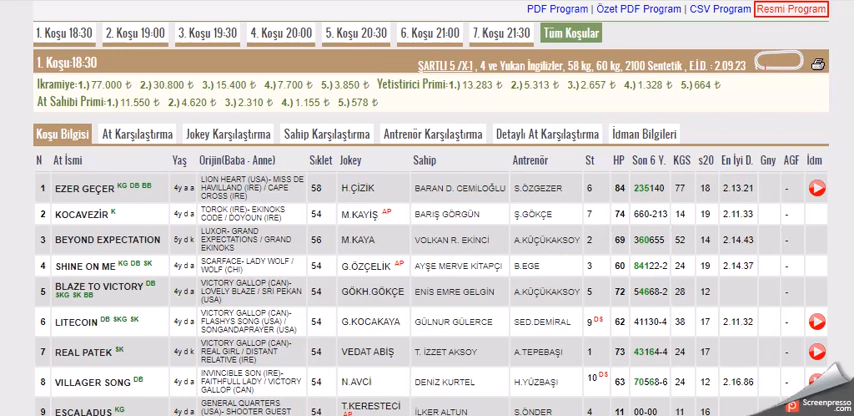 PDF Program | Özet PDF Program | CSV Program Resmi Program
1. Koşu 18:30 2. Koşu 19:00 3. Koşu 19:30 4. Koşu 20:00 5. Koşu 20:30 6. Koşu 21:00 7. Koşu 21:30 Tüm Koşular
1. Koşu:18:30 ŞARTLI 5 /X-1 , 4 ve Yukarı İngilizler, 58 kg, 60 kg, 2100 Sentetik , E.İ.D. : 2.09.23
Ikramiye:1.) 77.000 ₺ 2.) 30.800 ₺ 3.) 15.400 ₺ 4.) 7.700 ₺ 5.) 3.850 ₺ Yetistirici Primi:1.) 13.283 ₺ 2.) 5.313 ₺ 3.) 2.657 ₺ 4.) 1.328 ₺ 5.) 664 ₺
At Sahibi Primi:1.) 11.550 ₺ 2.) 4.620 ₺ 3.) 2.310 ₺ 4.) 1.155 ₺ 5.) 578 ₺
Koşu Bilgisi At Karşılaştırma Jokey Karşılaştırma Sahip Karşılaştırma Antrenör Karşılaştırma Detaylı At Karşılaştırma İdman Bilgileri
N At İsmi Yaş Orijin(Baba - Anne) Sıklet Jokey Sahip Antrenör St HP Son 6 Y. KGS s20 En İyi D. Gny AGF İdm
1 EZER GEÇER KG DB BB 4y a a LION HEART (USA)- MISS DE HAVILLAND (IRE) / CAPE CROSS (IRE) 58 H.ÇİZİK BARAN D. CEMİLOĞLU S.ÖZGEZER 6 84 235140 77 18 2.13.21 -
2 KOCAVEZİR K 4y d a TOROK (IRE)- EKINOKS CODE / DOYOUN (IRE) 54 M.KAYIŞ AP BARIŞ GÖRGÜN Ş.GÖKÇE 7 74 660-213 14 19 2.11.33 -
3 BEYOND EXPECTATION 5y d k LUXOR- GRAND EXPECTATIONS / GRAND EKINOKS 56 M.KAYA VOLKAN R. EKİNCİ A.KÜÇÜKAKSOY 2 69 360655 52 14 2.14.43 -
4 SHINE ON ME KG DB SK 4y d a SCARFACE- LADY WOLF / WOLF (CHI) 54 G.ÖZÇELİK AP AYŞE MERVE KİTAPÇI B.EGE 3 60 84122-2 24 19 2.14.37 -
5 BLAZE TO VICTORY DB SKG SK BB 4y d a VICTORY GALLOP (CAN)- LOVELY BLAZE / SRI PEKAN (USA) 54 GÖKH.GÖKÇE ENİS EMRE GELGİN A.KÜÇÜKAKSOY 5 72 54668-2 28 12 -
6 LITECOIN DB SKG SK 4y d a VICTORY GALLOP (CAN)- FLASHYS SONG (USA) / SONGANDAPRAYER (USA) 54 G.KOCAKAYA GÜLNUR GÜLERCE SED.DEMİRAL 9 DS 62 41130-4 38 17 2.11.32 -
7 REAL PATEK SK 4y d k VICTORY GALLOP (CAN)- REAL GIRL / DISTANT RELATIVE (IRE) 54 VEDAT ABİŞ T. İZZET AKSOY A.TEPEBAŞI 1 73 43164-4 24 17 -
8 VILLAGER SONG DB 4y d a INVINCIBLE SON (IRE)- FAITHFULL LADY / VICTORY GALLOP (CAN) 54 N.AVCİ DENİZ KURTEL H.YÜZBAŞI 10 DS 63 70568-6 24 12 2.16.86 -
9 ESCALADUS KG GENERAL QUARTERS (USA)- SHOOTER GUEST 54 T.KERESTECİ AP İLKER ALTUN S.ÖNDER 4 11 00-00 11
Screenpresso
.com